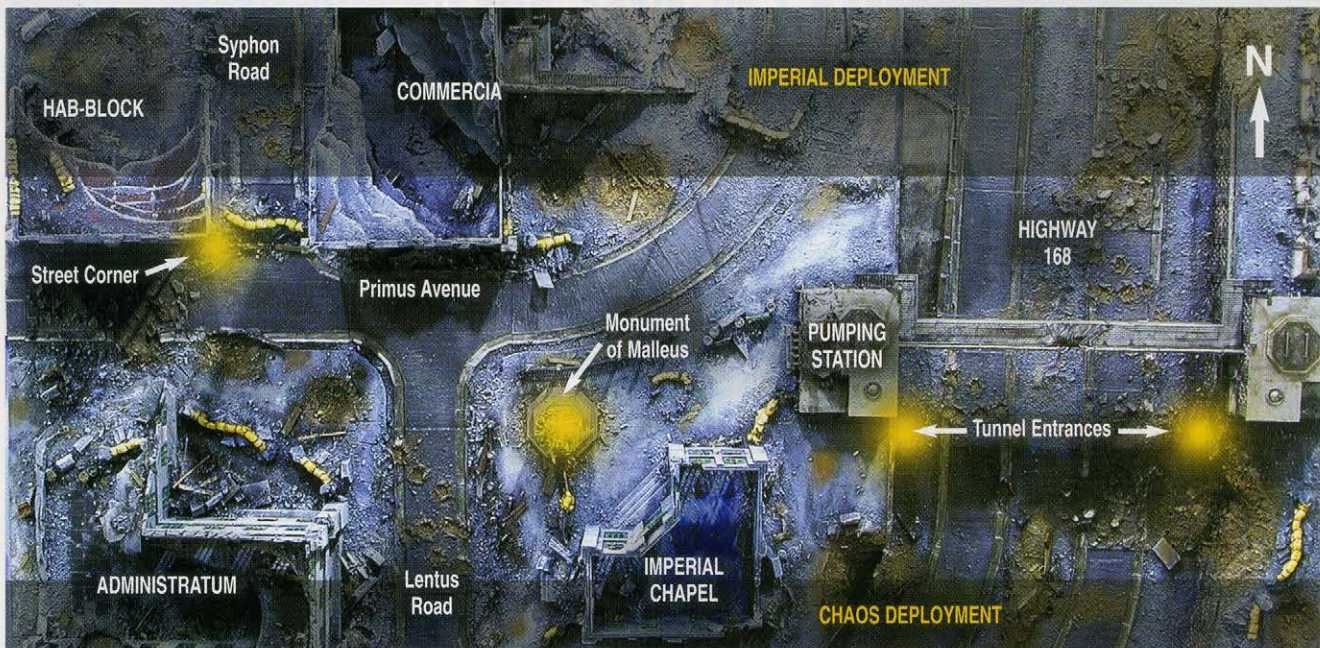 Syphon
Road
HAB-BLOCK
COMMERCIA
IMPERIAL DEPLOYMENT
N
Street Corner
Primus Avenue
HIGHWAY
168
Monument
of Malleus
PUMPING
STATION
Tunnel Entrances
ADMINISTRATUM
Lentus
Road
IMPERIAL
CHAPEL
CHAOS DEPLOYMENT